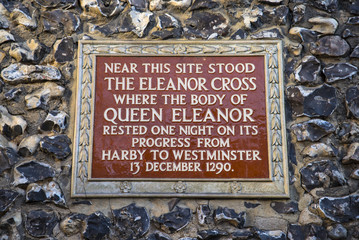 NEAR THIS SITE STOOD
THE ELEANOR CROSS
WHERE THE BODY OF
QUEEN ELEANOR
RESTED ONE NIGHT ON ITS
PROGRESS FROM
HARBY TO WESTMINSTER
13 DECEMBER 1290.